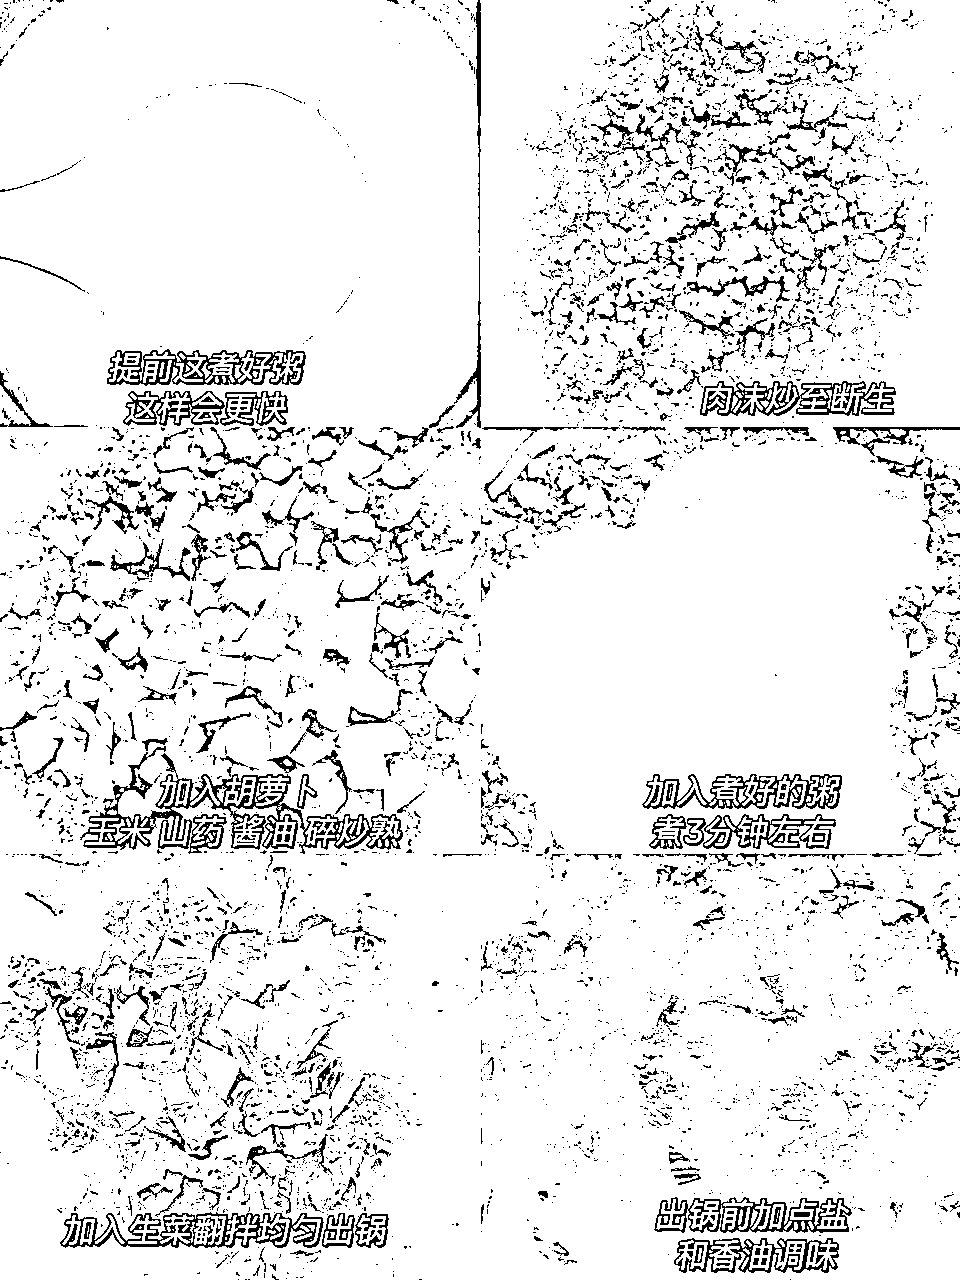 提前这煮好粥
这样会更快
肉沫炒至断生
加入胡萝卜
玉米 山药 酱油 碎炒熟
加入煮好的粥
煮3分钟左右
加入生菜翻拌均匀出锅
出锅前加点盐
和香油调味